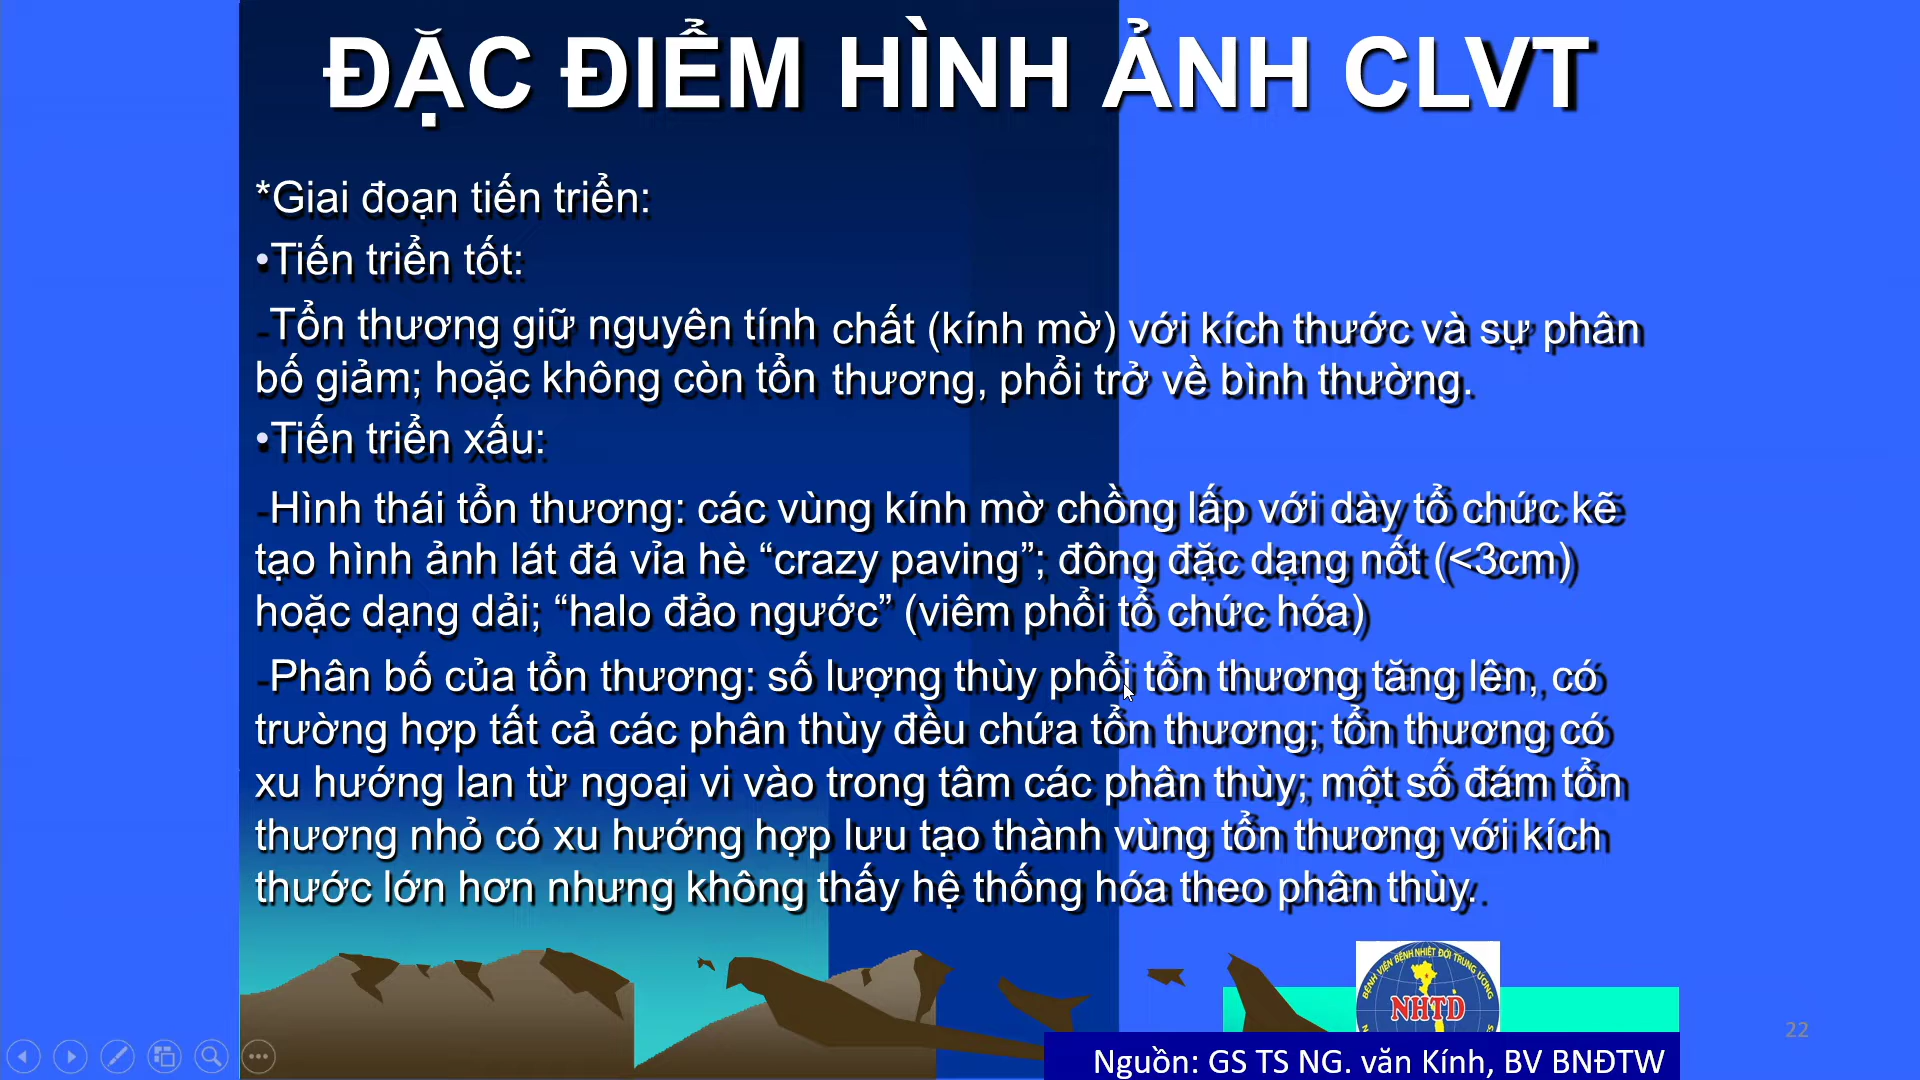 ĐẶC ĐIỂM HÌNH ẢNH CLVT
*Giai đoạn tiến triển:
•Tiến triển tốt:
-Tổn thương giữ nguyên tính chất (kính mờ) với kích thước và sự phân
bố giảm; hoặc không còn tổn thương, phổi trở về bình thường.
•Tiến triển xấu:
-Hình thái tổn thương: các vùng kính mờ chồng lấp với dày tổ chức kẽ
tạo hình ảnh lát đá vỉa hè “crazy paving”; đông đặc dạng nốt (<3cm)
hoặc dạng dải; “halo đảo ngước” (viêm phổi tổ chức hóa)
-Phân bố của tổn thương: số lượng thùy phổi tổn thương tăng lên, có
trường hợp tất cả các phân thùy đều chứa tổn thương; tổn thương có
xu hướng lan từ ngoại vi vào trong tâm các phân thùy; một số đám tổn
thương nhỏ có xu hướng hợp lưu tạo thành vùng tổn thương với kích
thước lớn hơn nhưng không thấy hệ thống hóa theo phân thùy.
BỆNH VIỆN BỆNH NHIỆT ĐỚI TRUNG ƯƠNG
NHTD
22
Nguồn: GS TS NG. văn Kính, BV BNĐTW